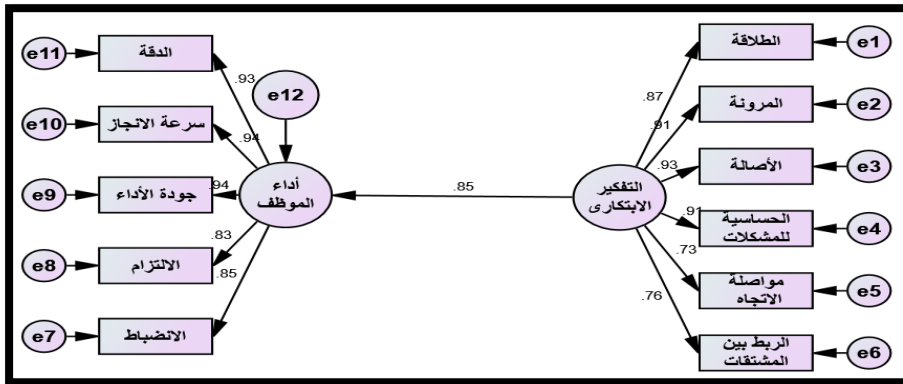 e1
الطلاقة
.87
e2
المرونة
.91
e3
الأصالة
.93
e4
الحساسية
للمشكلات
.91
e5
مواصلة
الاتجاه
.73
e6
الربط بين
المشتقات
.76
التفكير
الابتكارى
.85
e12
أداء
الموظف
e11
الدقة
.93
e10
سرعة الانجاز
.94
e9
جودة الأداء
.94
e8
الالتزام
.83
e7
الانضباط
.85